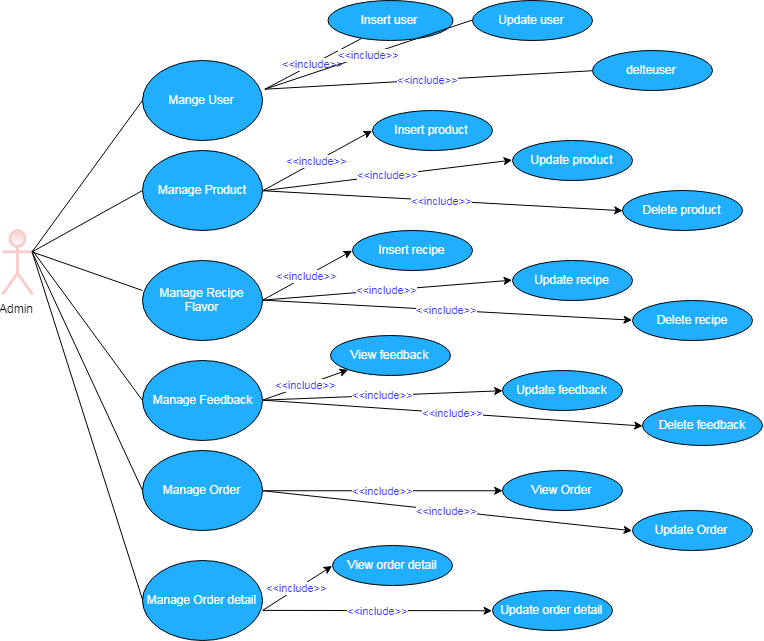 Insert user
Update user
<<include>>
<<include>>
delteuser
<<include>>
Mange User
Insert product
<<include>>
Update product
<<include>>
Manage Product
<<include>>
Delete product
Admin
Insert recipe
<<include>>
Update recipe
<<include>>
Manage Recipe
Flavor
<<include>>
Delete recipe
View feedback
<<include>>
Update feedback
<<include>>
Manage Feedback
<<include>>
Delete feedback
Manage Order
<<include>>
View Order
<<include>>
Update Order
View order detail
<<include>>
Manage Order detail
<<include>>
Update order detail